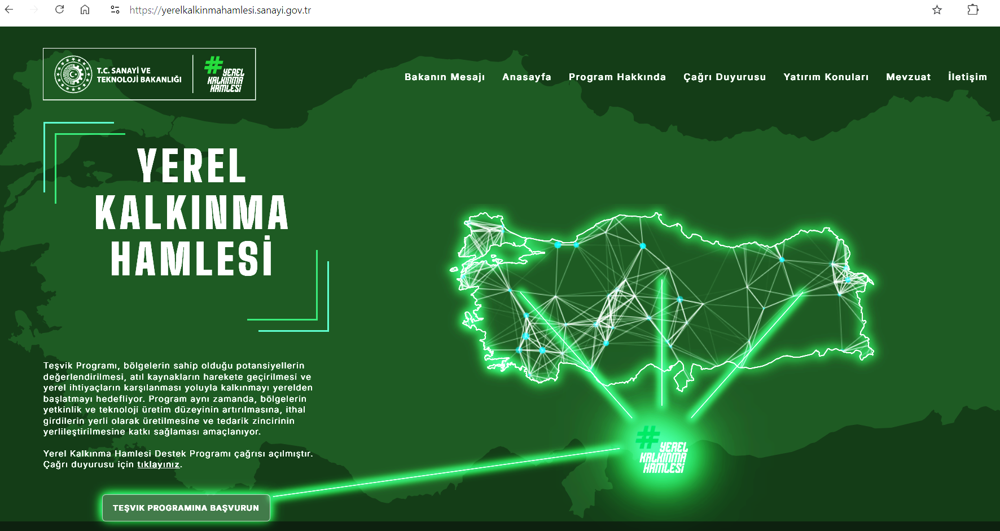 https://yerelkalkinmahamlesi.sanayi.gov.tr
T.C. SANAYİ VE
TEKNOLOJİ BAKANLIĞI
#
YEREL
KALKINMA
HAMLESİ
Bakanın Mesajı Anasayfa Program Hakkında Çağrı Duyurusu Yatırım Konuları Mevzuat İletişim
YEREL
KALKINMA
HAMLESİ
Teşvik Programı, bölgelerin sahip olduğu potansiyellerin
değerlendirilmesi, atıl kaynakların harekete geçirilmesi ve
yerel ihtiyaçların karşılanması yoluyla kalkınmayı yerelden
başlatmayı hedefliyor. Program aynı zamanda, bölgelerin
yetkinlik ve teknoloji üretim düzeyinin artırılmasına, ithal
girdilerin yerli olarak üretilmesine ve tedarik zincirinin
yerlileştirilmesine katkı sağlaması amaçlanıyor.
Yerel Kalkınma Hamlesi Destek Programı çağrısı açılmıştır.
Çağrı duyurusu için tıklayınız.
TEŞVIK PROGRAMINA BAŞVURUN
#
YEREL
KALKINMA
HAMLESİ